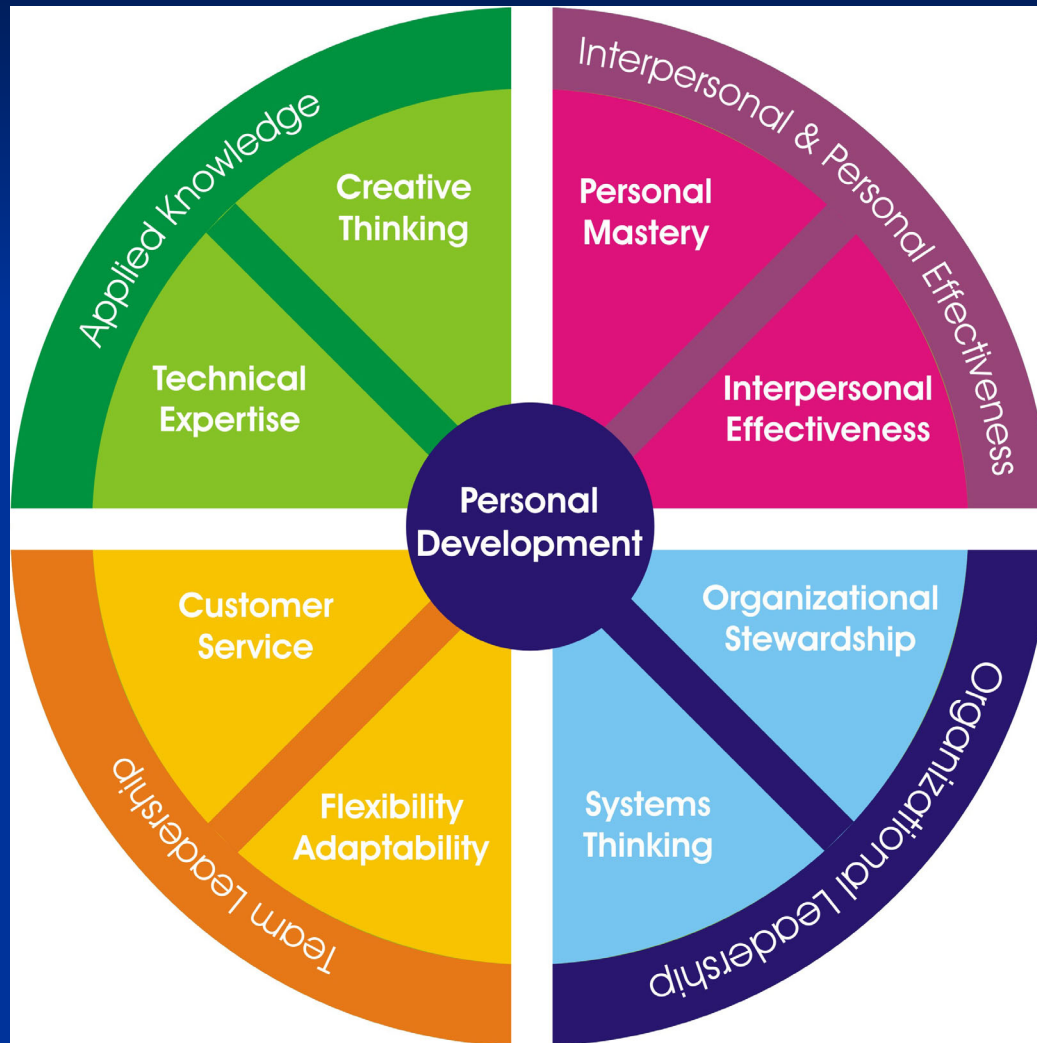 Applied Knowledge
Creative
Thinking
Technical
Expertise
Interpersonal & Personal Effectiveness
Personal
Mastery
Interpersonal
Effectiveness
Personal
Development
Customer
Service
Flexibility
Adaptability
Team Leadership
Organizational
Stewardship
Systems
Thinking
Organizational Leadership